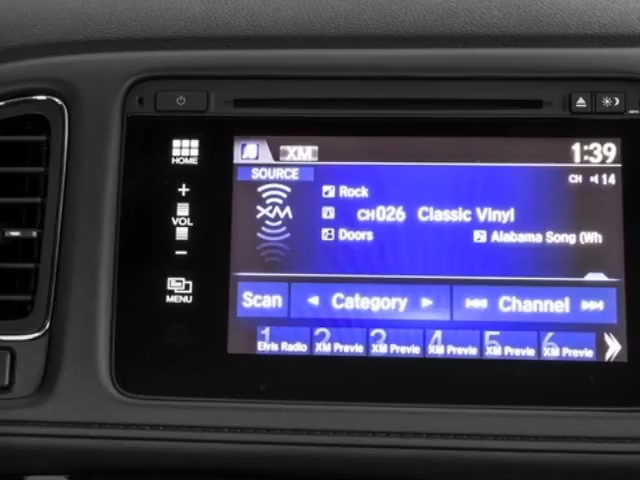 XM
1:39
HOME
SOURCE
CH 14
Rock
+
XM
CH026 Classic Vinyl
VOL
Doors
Alabama Song (Wh
-
MENU
Scan
Category
Channel
1 2 3 4 5 6
Elvis Radio XM Previe XM Previe XM Previe XM Previe XM Previe